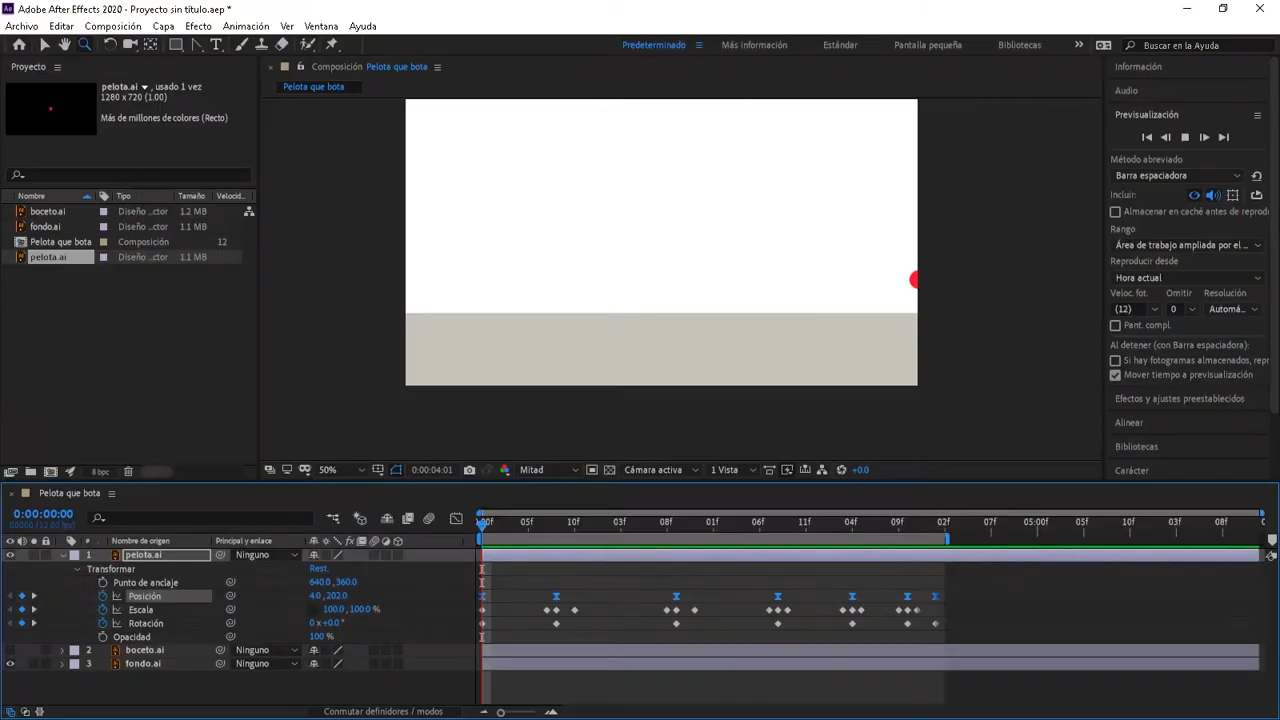 Adobe After Effects 2020 - Proyecto sin título.aep *
Archivo Editar Composición Capa Efecto Animación Ver Ventana Ayuda
Predeterminado Más información Estándar Pantalla pequeña Bibliotecas Buscar en la Ayuda
Proyecto
pelota.ai , usado 1 vez
1280 x 720 (1.00)
Más de millones de colores (Recto)
Nombre Tipo Tamaño Velocid..
boceto.ai Diseño ...ctor 1.2 MB
fondo.ai Diseño ...ctor 1.1 MB
Pelota que bota Composición 12
pelota.ai Diseño ...ctor 1.1 MB
8 bpc
Composición Pelota que bota
Pelota que bota
50% 0:00:04:01 Mitad Cámara activa 1 Vista +0.0
Información
Audio
Previsualización
Método abreviado
Barra espaciadora
Incluir:
Almacenar en caché antes de reprod
Rango
Área de trabajo ampliada por el ...
Reproducir desde
Hora actual
Veloc. fot. Omitir Resolución
(12) 0 Automá...
Pant. compl.
Al detener (con Barra espaciadora):
Si hay fotogramas almacenados, repr
Mover tiempo a previsualización
Efectos y ajustes preestablecidos
Alinear
Bibliotecas
Carácter
Pelota que bota
0:00:00:00
00000 (12.00 fps)
:00f 05f 10f 03f 08f 01f 06f 11f 04f 09f 02f 07f 05:00f 10f 03f 08f
# Nombre de origen Principal y enlace
1 pelota.ai Ninguno
Transformar Rest.
Punto de anclaje 640.0,360.0
Posición 4.0,202.0
Escala 100.0,100.0 %
Rotación 0 x+0.0 °
Opacidad 100 %
2 boceto.ai Ninguno
3 fondo.ai Ninguno
Conmutar definidores / modos